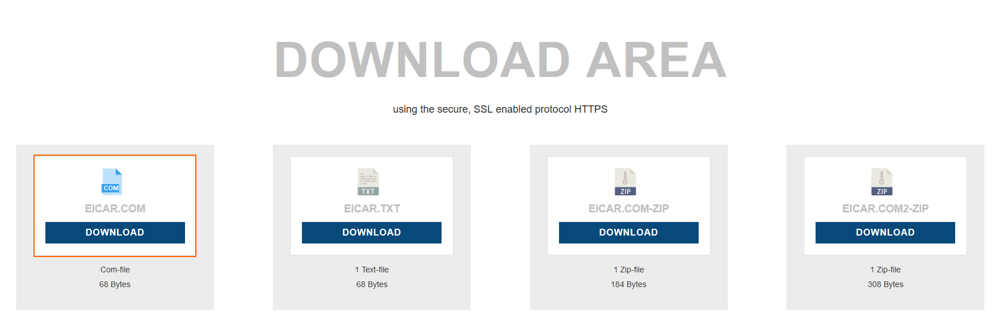 DOWNLOAD AREA
using the secure, SSL enabled protocol HTTPS
COM
EICAR.COM
DOWNLOAD
Com-file
68 Bytes
TXT
EICAR.TXT
DOWNLOAD
1 Text-file
68 Bytes
ZIP
EICAR.COM-ZIP
DOWNLOAD
1 Zip-file
184 Bytes
ZIP
EICAR.COM2-ZIP
DOWNLOAD
1 Zip-file
308 Bytes